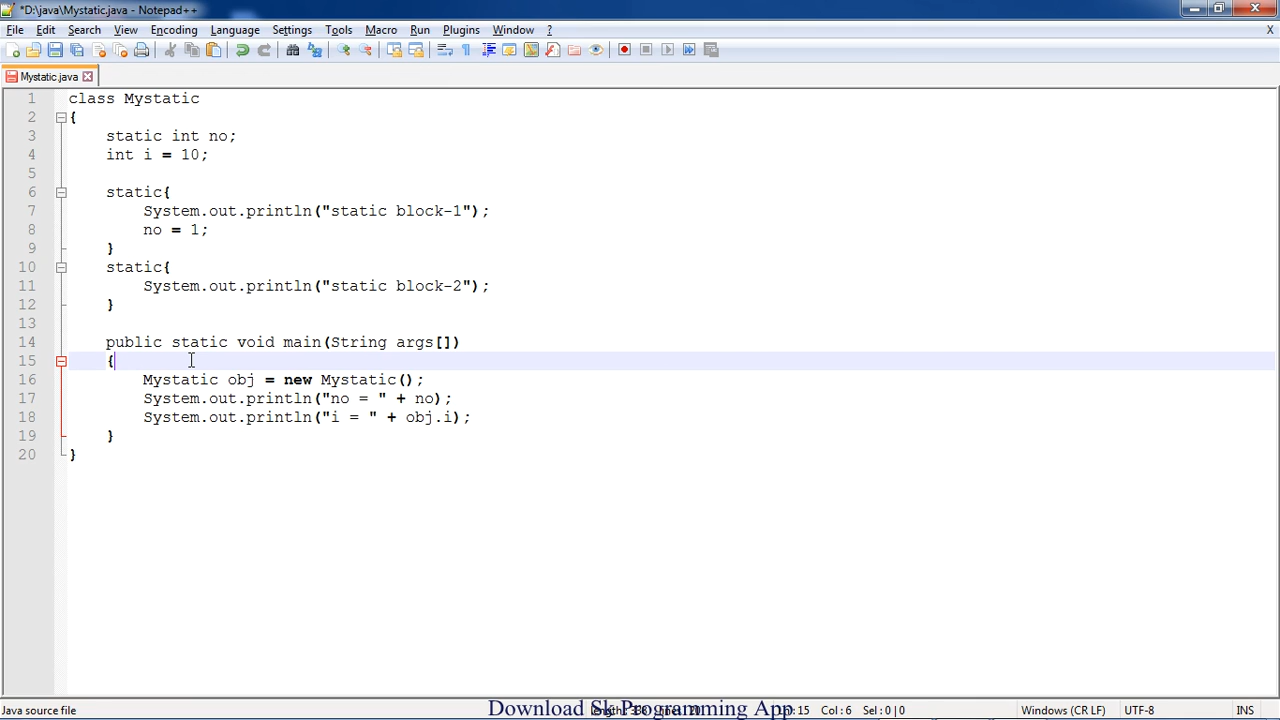 *D:\java\Mystatic.java - Notepad++
File Edit Search View Encoding Language Settings Tools Macro Run Plugins Window ? X
Mystatic.java
1 class Mystatic
2 {
3 static int no;
4 int i = 10;
5
6 static{
7 System.out.println("static block-1");
8 no = 1;
9 }
10 static{
11 System.out.println("static block-2");
12 }
13
14 public static void main(String args[])
15 {
16 Mystatic obj = new Mystatic();
17 System.out.println("no = " + no);
18 System.out.println("i = " + obj.i);
19 }
20 }
Java source file Download Sk Programming App Col : 6 Sel : 0 | 0 Windows (CR LF) UTF-8 INS